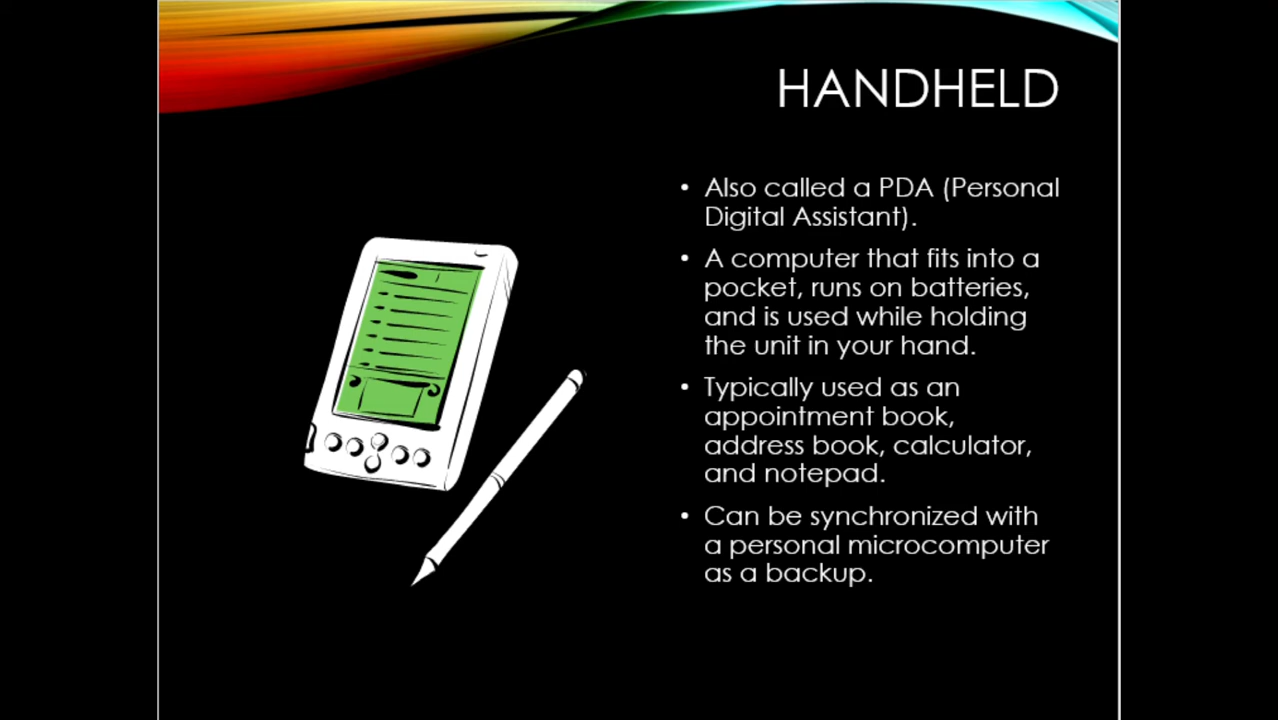 HANDHELD
• Also called a PDA (Personal
Digital Assistant).
• A computer that fits into a
pocket, runs on batteries,
and is used while holding
the unit in your hand.
• Typically used as an
appointment book,
address book, calculator,
and notepad.
• Can be synchronized with
a personal microcomputer
as a backup.